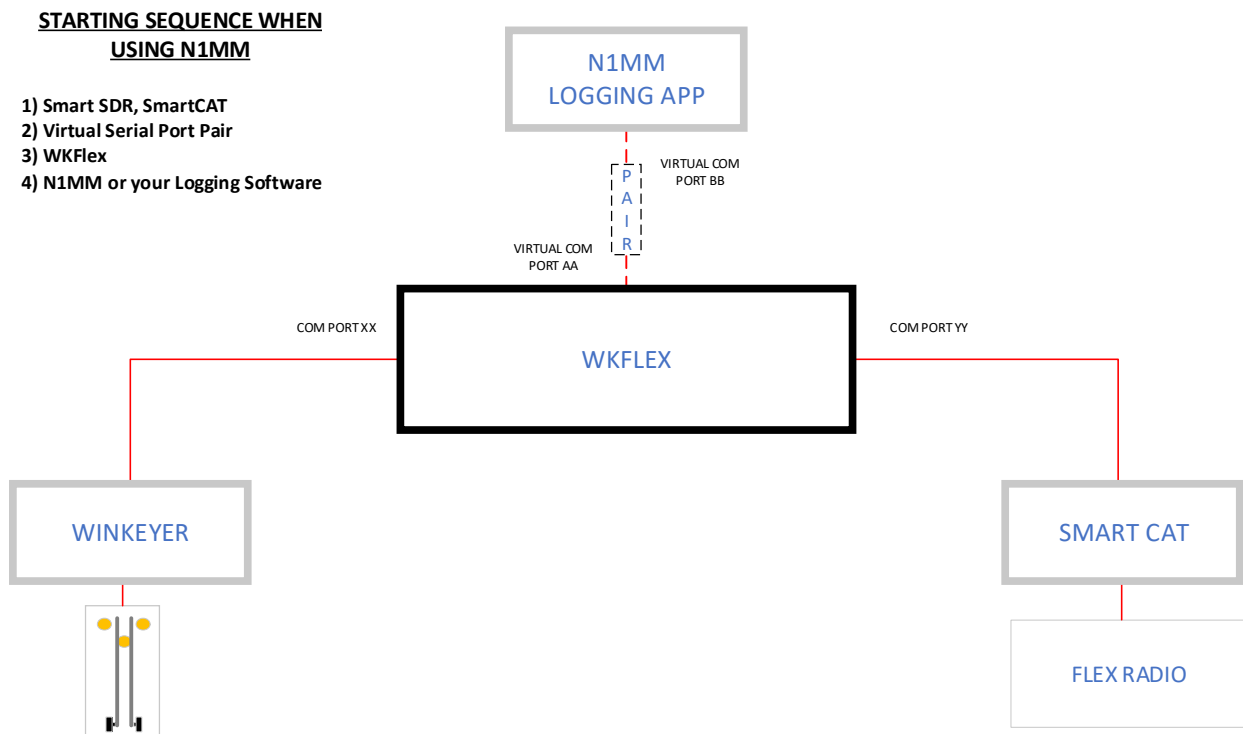 STARTING SEQUENCE WHEN
USING N1MM
1) Smart SDR, SmartCAT
2) Virtual Serial Port Pair
3) WKFlex
4) N1MM or your Logging Software
N1MM
LOGGING APP
VIRTUAL COM
PORT BB
P
A
I
R
VIRTUAL COM
PORT AA
COM PORT XX
COM PORT YY
WKFLEX
WINKEYER
SMART CAT
FLEX RADIO